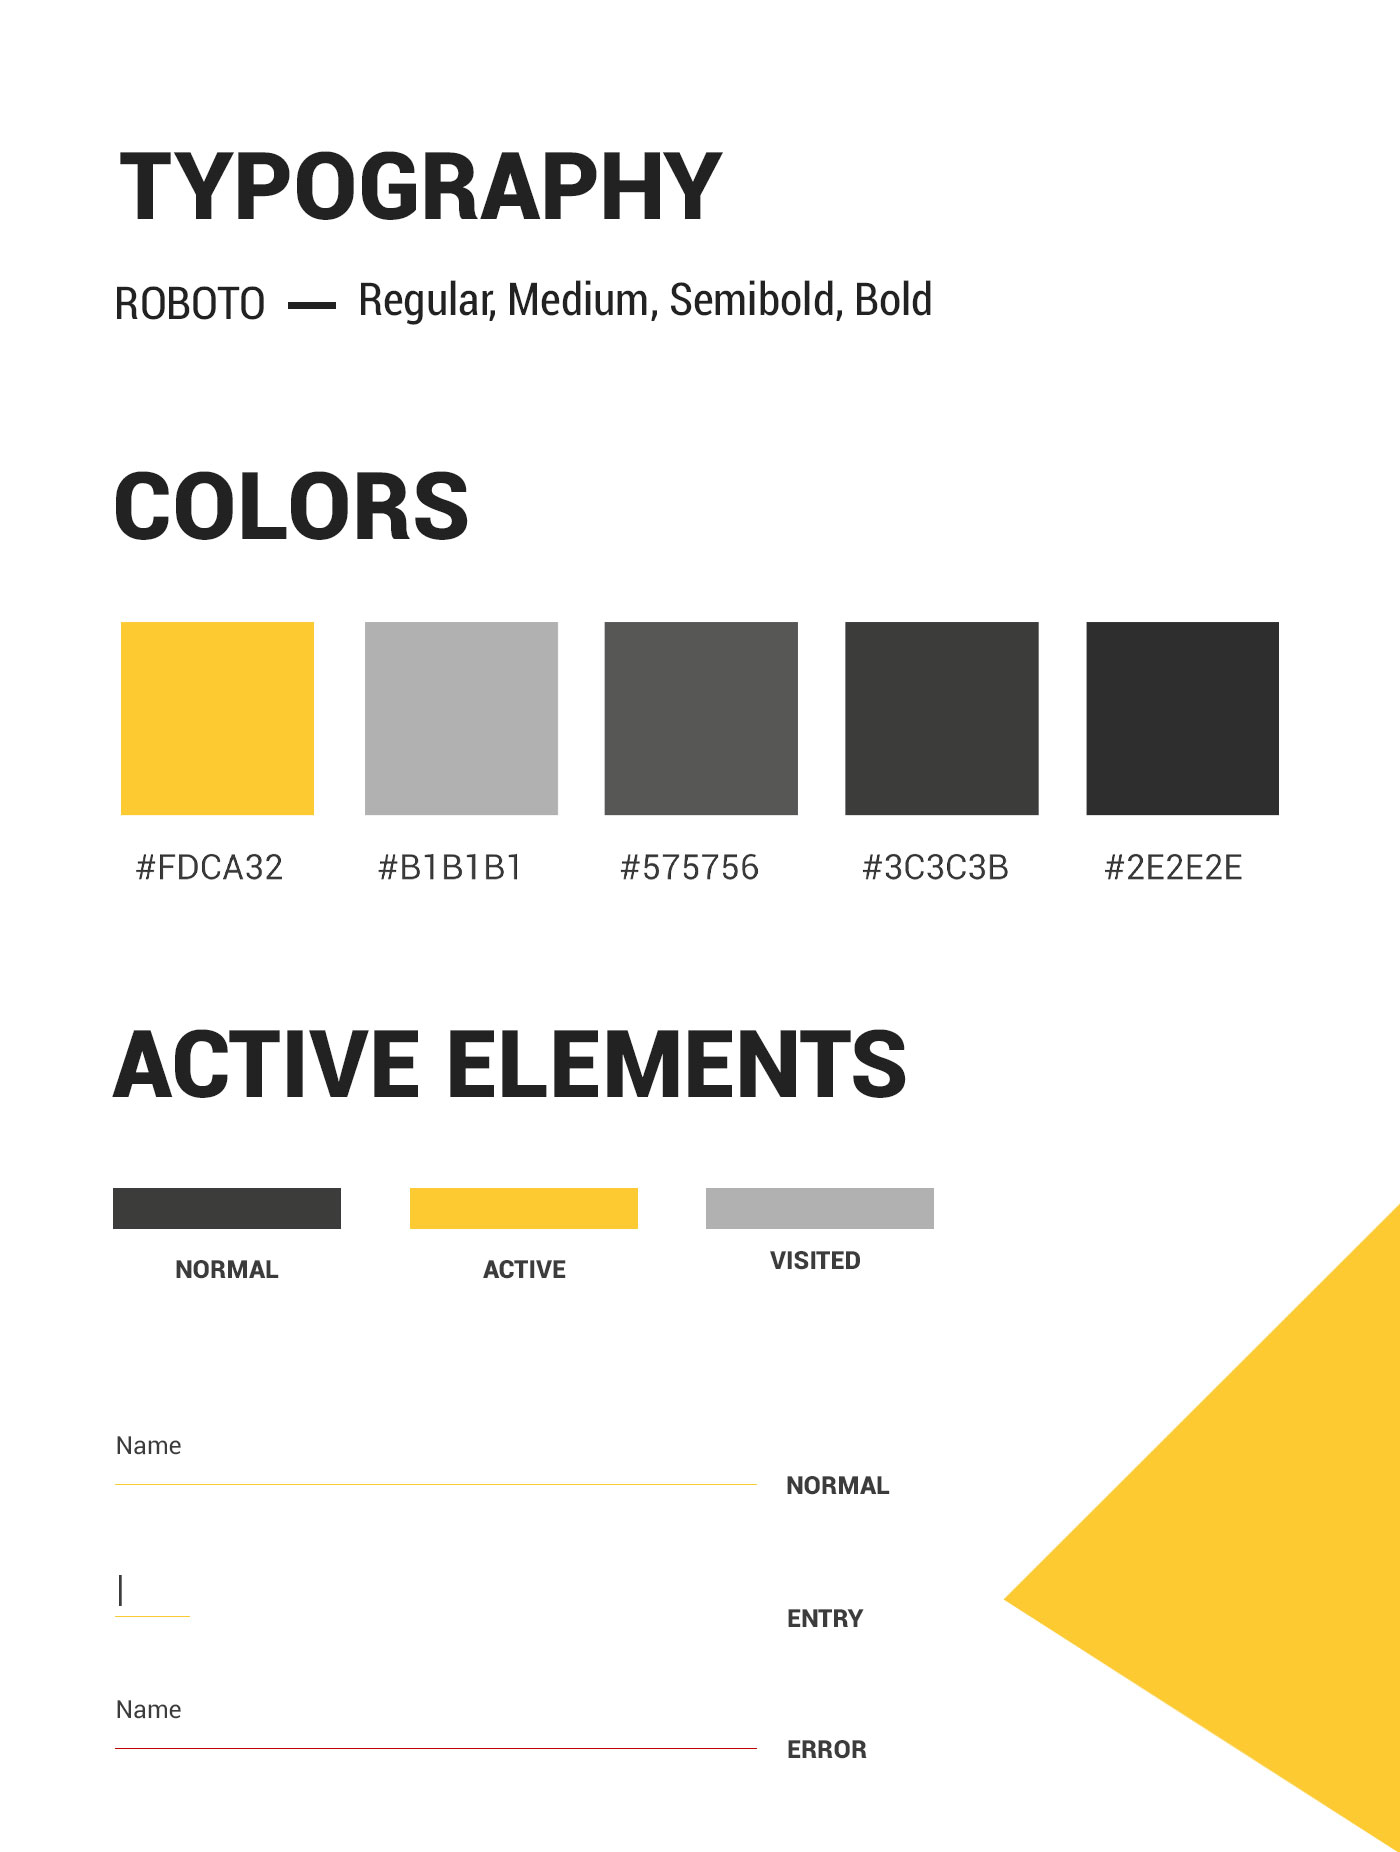 TYPOGRAPHY
ROBOTO — Regular, Medium, Semibold, Bold
COLORS
#FDCA32 #B1B1B1 #575756 #3C3C3B #2E2E2E
ACTIVE ELEMENTS
NORMAL ACTIVE VISITED
Name
NORMAL
ENTRY
Name
ERROR